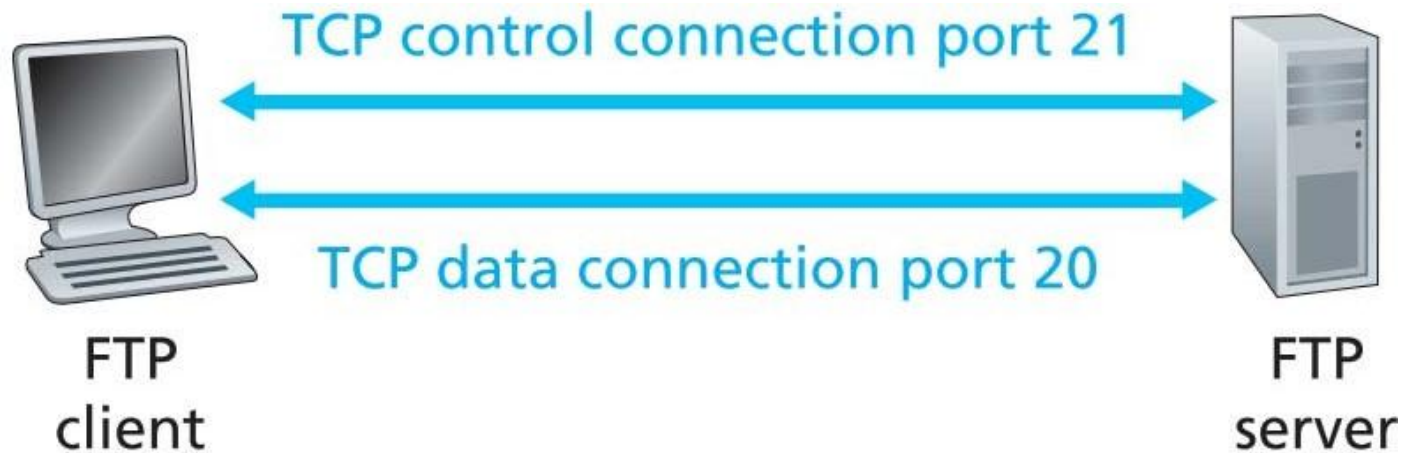 TCP control connection port 21
TCP data connection port 20
FTP
client
FTP
server